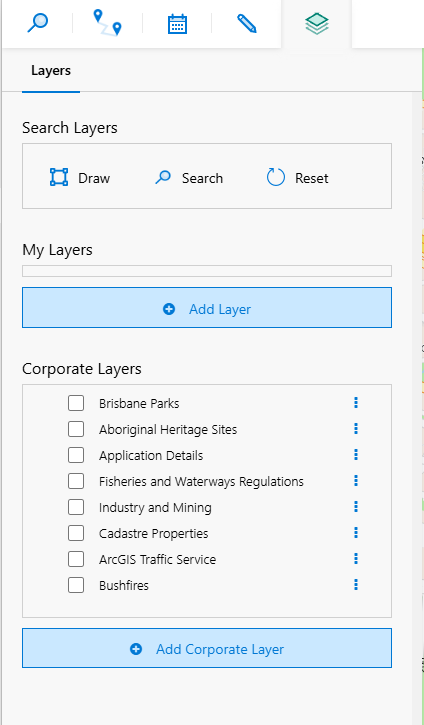 Layers
Search Layers
Draw Search Reset
My Layers
Add Layer
Corporate Layers
Brisbane Parks
Aboriginal Heritage Sites
Application Details
Fisheries and Waterways Regulations
Industry and Mining
Cadastre Properties
ArcGIS Traffic Service
Bushfires
Add Corporate Layer